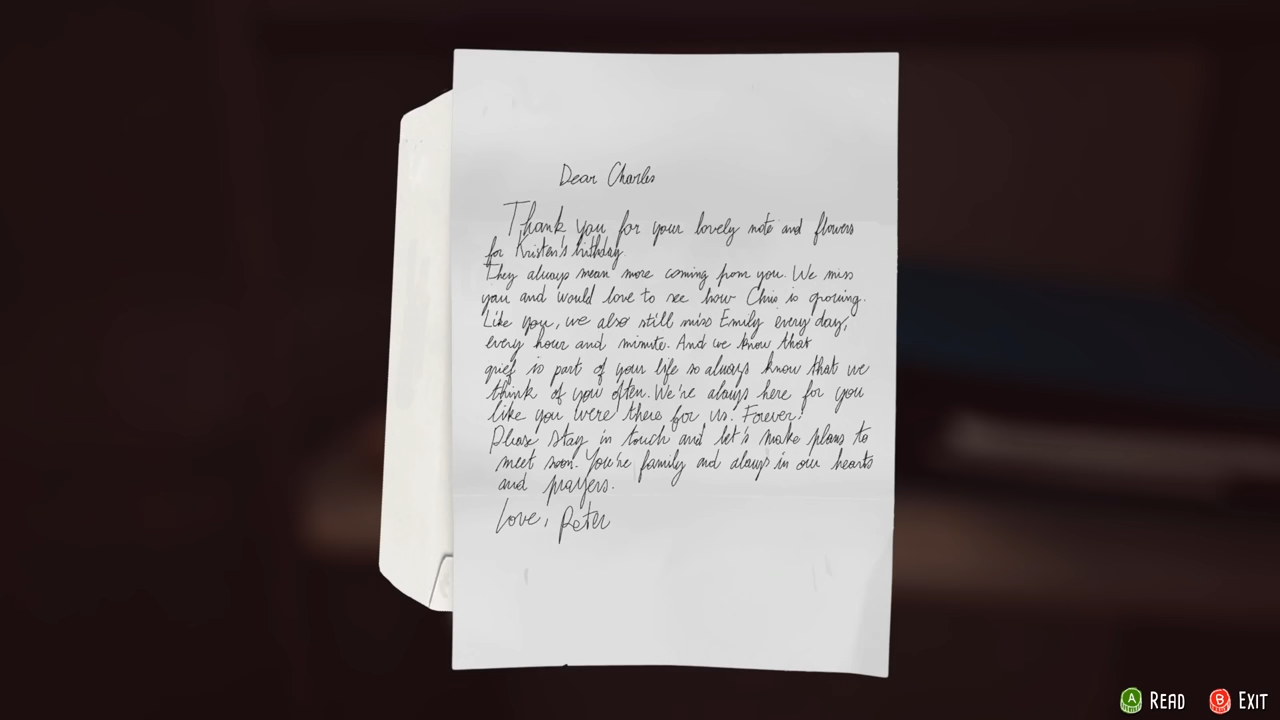 Dear Charles
Thank you for your lovely note and flowers
for Kristen's birthday.
They always mean more coming from you. We miss
you and would love to see how Chris is growing.
Like you, we also still miss Emily every day,
every hour and minute. And we know that
grief is part of your life so always know that we
think of you often. We're always here for you
like you were there for us. Forever!
Please stay in touch and let's make plans to
meet soon. You're family and always in our hearts
and prayers.
Love, Peter
A READ
B EXIT